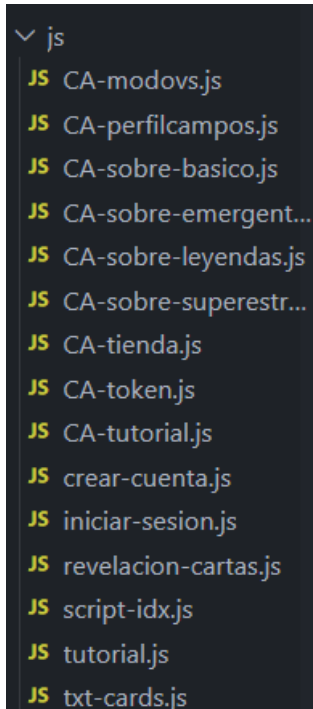 js
JS CA-modovs.js
JS CA-perfilcampos.js
JS CA-sobre-basico.js
JS CA-sobre-emergent...
JS CA-sobre-leyendas.js
JS CA-sobre-superestr...
JS CA-tienda.js
JS CA-token.js
JS CA-tutorial.js
JS crear-cuenta.js
JS iniciar-sesion.js
JS revelacion-cartas.js
JS script-idx.js
JS tutorial.js
JS txt-cards.js